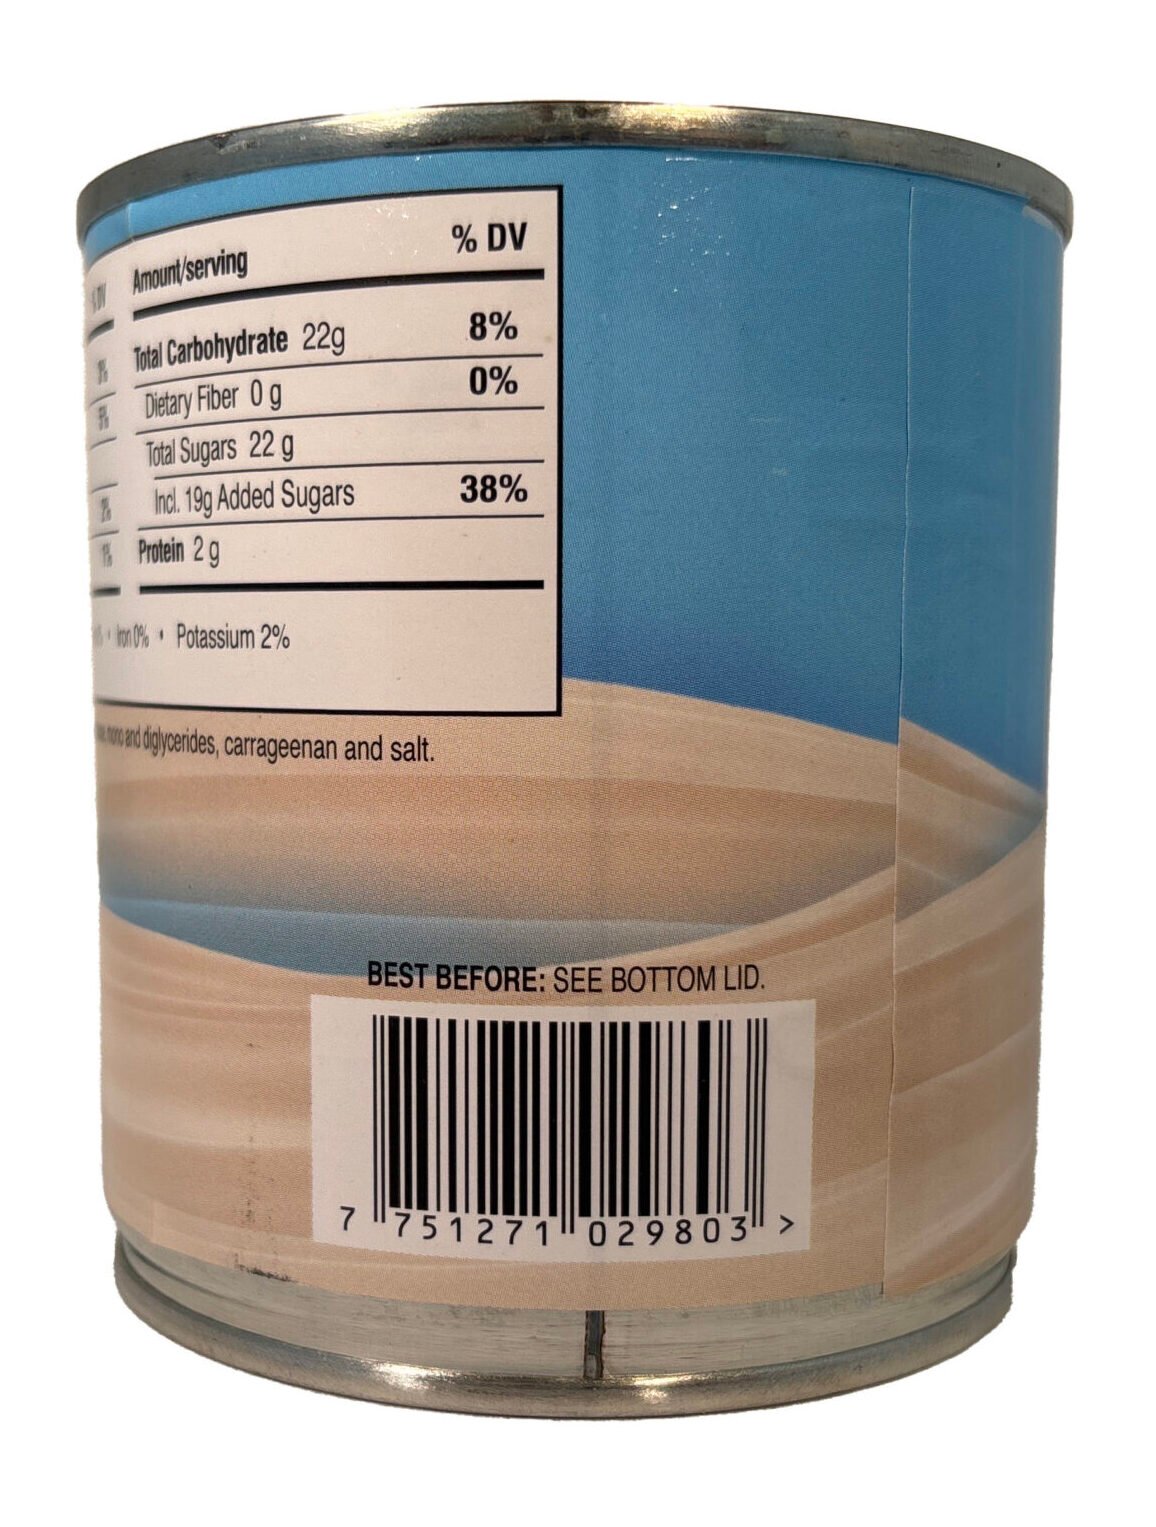 % DV
Amount/serving
% DV
Total Carbohydrate 22g 8%
Dietary Fiber 0 g 0%
Total Sugars 22 g
Incl. 19g Added Sugars 38%
Protein 2 g
Iron 0% • Potassium 2%
mono and diglycerides, carrageenan and salt.
BEST BEFORE: SEE BOTTOM LID.
7 751271 029803 >